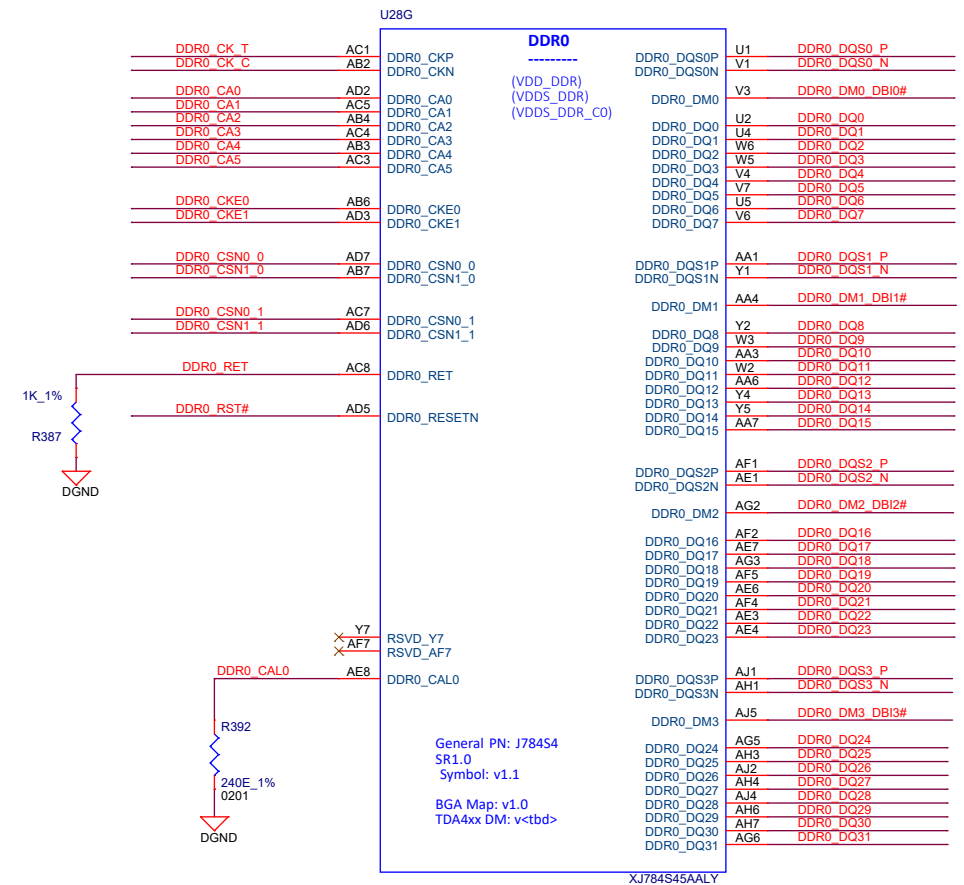 U28G
DDR0
---------
(VDD_DDR)
(VDDS_DDR)
(VDDS_DDR_C0)
DDR0_CK_T AC1 DDR0_CKP
DDR0_CK_C AB2 DDR0_CKN
DDR0_CA0 AD2 DDR0_CA0
DDR0_CA1 AC5 DDR0_CA1
DDR0_CA2 AB4 DDR0_CA2
DDR0_CA3 AC4 DDR0_CA3
DDR0_CA4 AB3 DDR0_CA4
DDR0_CA5 AC3 DDR0_CA5
DDR0_CKE0 AB6 DDR0_CKE0
DDR0_CKE1 AD3 DDR0_CKE1
DDR0_CSN0_0 AD7 DDR0_CSN0_0
DDR0_CSN1_0 AB7 DDR0_CSN1_0
DDR0_CSN0_1 AC7 DDR0_CSN0_1
DDR0_CSN1_1 AD6 DDR0_CSN1_1
DDR0_RET AC8 DDR0_RET
1K_1%
R387
DGND
DDR0_RST# AD5 DDR0_RESETN
Y7 RSVD_Y7
AF7 RSVD_AF7
DDR0_CAL0 AE8 DDR0_CAL0
R392
240E_1%
0201
DGND
DDR0_DQS0P U1 DDR0_DQS0_P
DDR0_DQS0N V1 DDR0_DQS0_N
DDR0_DM0 V3 DDR0_DM0_DBI0#
DDR0_DQ0 U2 DDR0_DQ0
DDR0_DQ1 U4 DDR0_DQ1
DDR0_DQ2 W6 DDR0_DQ2
DDR0_DQ3 W5 DDR0_DQ3
DDR0_DQ4 V4 DDR0_DQ4
DDR0_DQ5 V7 DDR0_DQ5
DDR0_DQ6 U5 DDR0_DQ6
DDR0_DQ7 V6 DDR0_DQ7
DDR0_DQS1P AA1 DDR0_DQS1_P
DDR0_DQS1N Y1 DDR0_DQS1_N
DDR0_DM1 AA4 DDR0_DM1_DBI1#
DDR0_DQ8 Y2 DDR0_DQ8
DDR0_DQ9 W3 DDR0_DQ9
DDR0_DQ10 AA3 DDR0_DQ10
DDR0_DQ11 W2 DDR0_DQ11
DDR0_DQ12 AA6 DDR0_DQ12
DDR0_DQ13 Y4 DDR0_DQ13
DDR0_DQ14 Y5 DDR0_DQ14
DDR0_DQ15 AA7 DDR0_DQ15
DDR0_DQS2P AF1 DDR0_DQS2_P
DDR0_DQS2N AE1 DDR0_DQS2_N
DDR0_DM2 AG2 DDR0_DM2_DBI2#
DDR0_DQ16 AF2 DDR0_DQ16
DDR0_DQ17 AE7 DDR0_DQ17
DDR0_DQ18 AG3 DDR0_DQ18
DDR0_DQ19 AF5 DDR0_DQ19
DDR0_DQ20 AE6 DDR0_DQ20
DDR0_DQ21 AF4 DDR0_DQ21
DDR0_DQ22 AE3 DDR0_DQ22
DDR0_DQ23 AE4 DDR0_DQ23
DDR0_DQS3P AJ1 DDR0_DQS3_P
DDR0_DQS3N AH1 DDR0_DQS3_N
DDR0_DM3 AJ5 DDR0_DM3_DBI3#
DDR0_DQ24 AG5 DDR0_DQ24
DDR0_DQ25 AH3 DDR0_DQ25
DDR0_DQ26 AJ2 DDR0_DQ26
DDR0_DQ27 AH4 DDR0_DQ27
DDR0_DQ28 AJ4 DDR0_DQ28
DDR0_DQ29 AH6 DDR0_DQ29
DDR0_DQ30 AH7 DDR0_DQ30
DDR0_DQ31 AG6 DDR0_DQ31
General PN: J784S4
SR1.0
Symbol: v1.1
BGA Map: v1.0
TDA4xx DM: v<tbd>
XJ784S45AALY